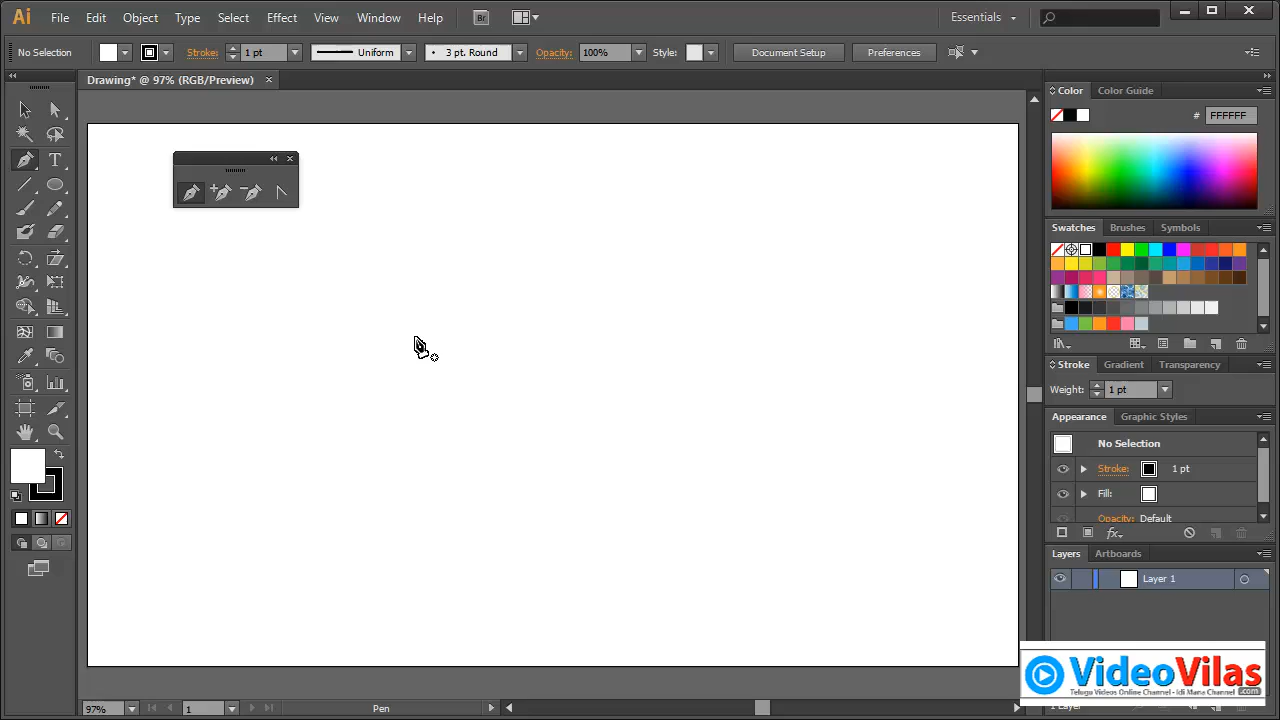 Ai File Edit Object Type Select Effect View Window Help Br Essentials
No Selection Stroke: 1 pt Uniform 3 pt. Round Opacity: 100% Style: Document Setup Preferences
Drawing* @ 97% (RGB/Preview)
Color Color Guide
# FFFFFF
T
Swatches Brushes Symbols
Stroke Gradient Transparency
Weight: 1 pt
Appearance Graphic Styles
No Selection
Stroke: 1 pt
Fill:
Opacity: Default
fx
Layers Artboards
Layer 1
VideoVilas
.com
Telugu Videos Online Channel - Idi Mana Channel
1 Layer
97% 1 Pen